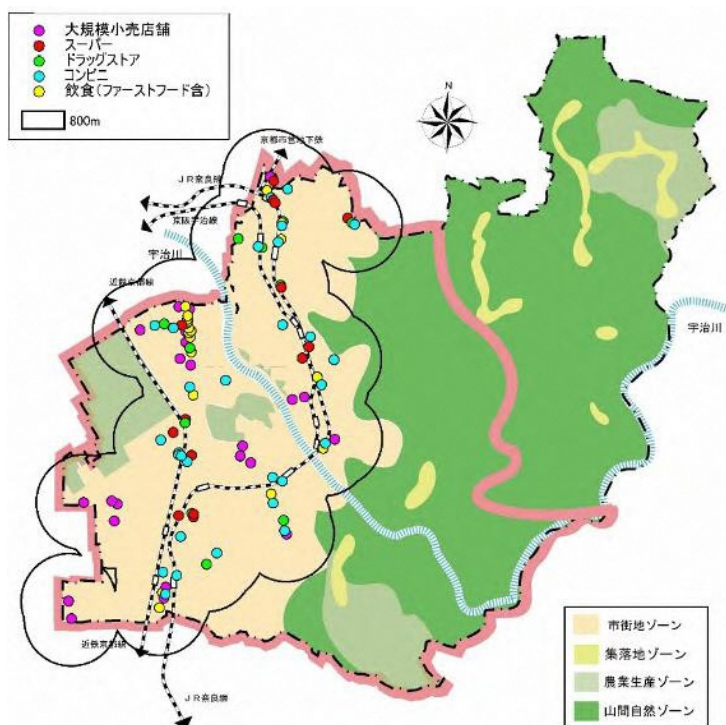 大規模小売店舗
スーパー
ドラッグストア
コンビニ
飲食(ファーストフード含)
800m
N
京都市営地下鉄
JR奈良線
京阪宇治線
宇治川
近鉄京都線
宇治川
近鉄京都線
JR奈良線
市街地ゾーン
集落地ゾーン
農業生産ゾーン
山間自然ゾーン